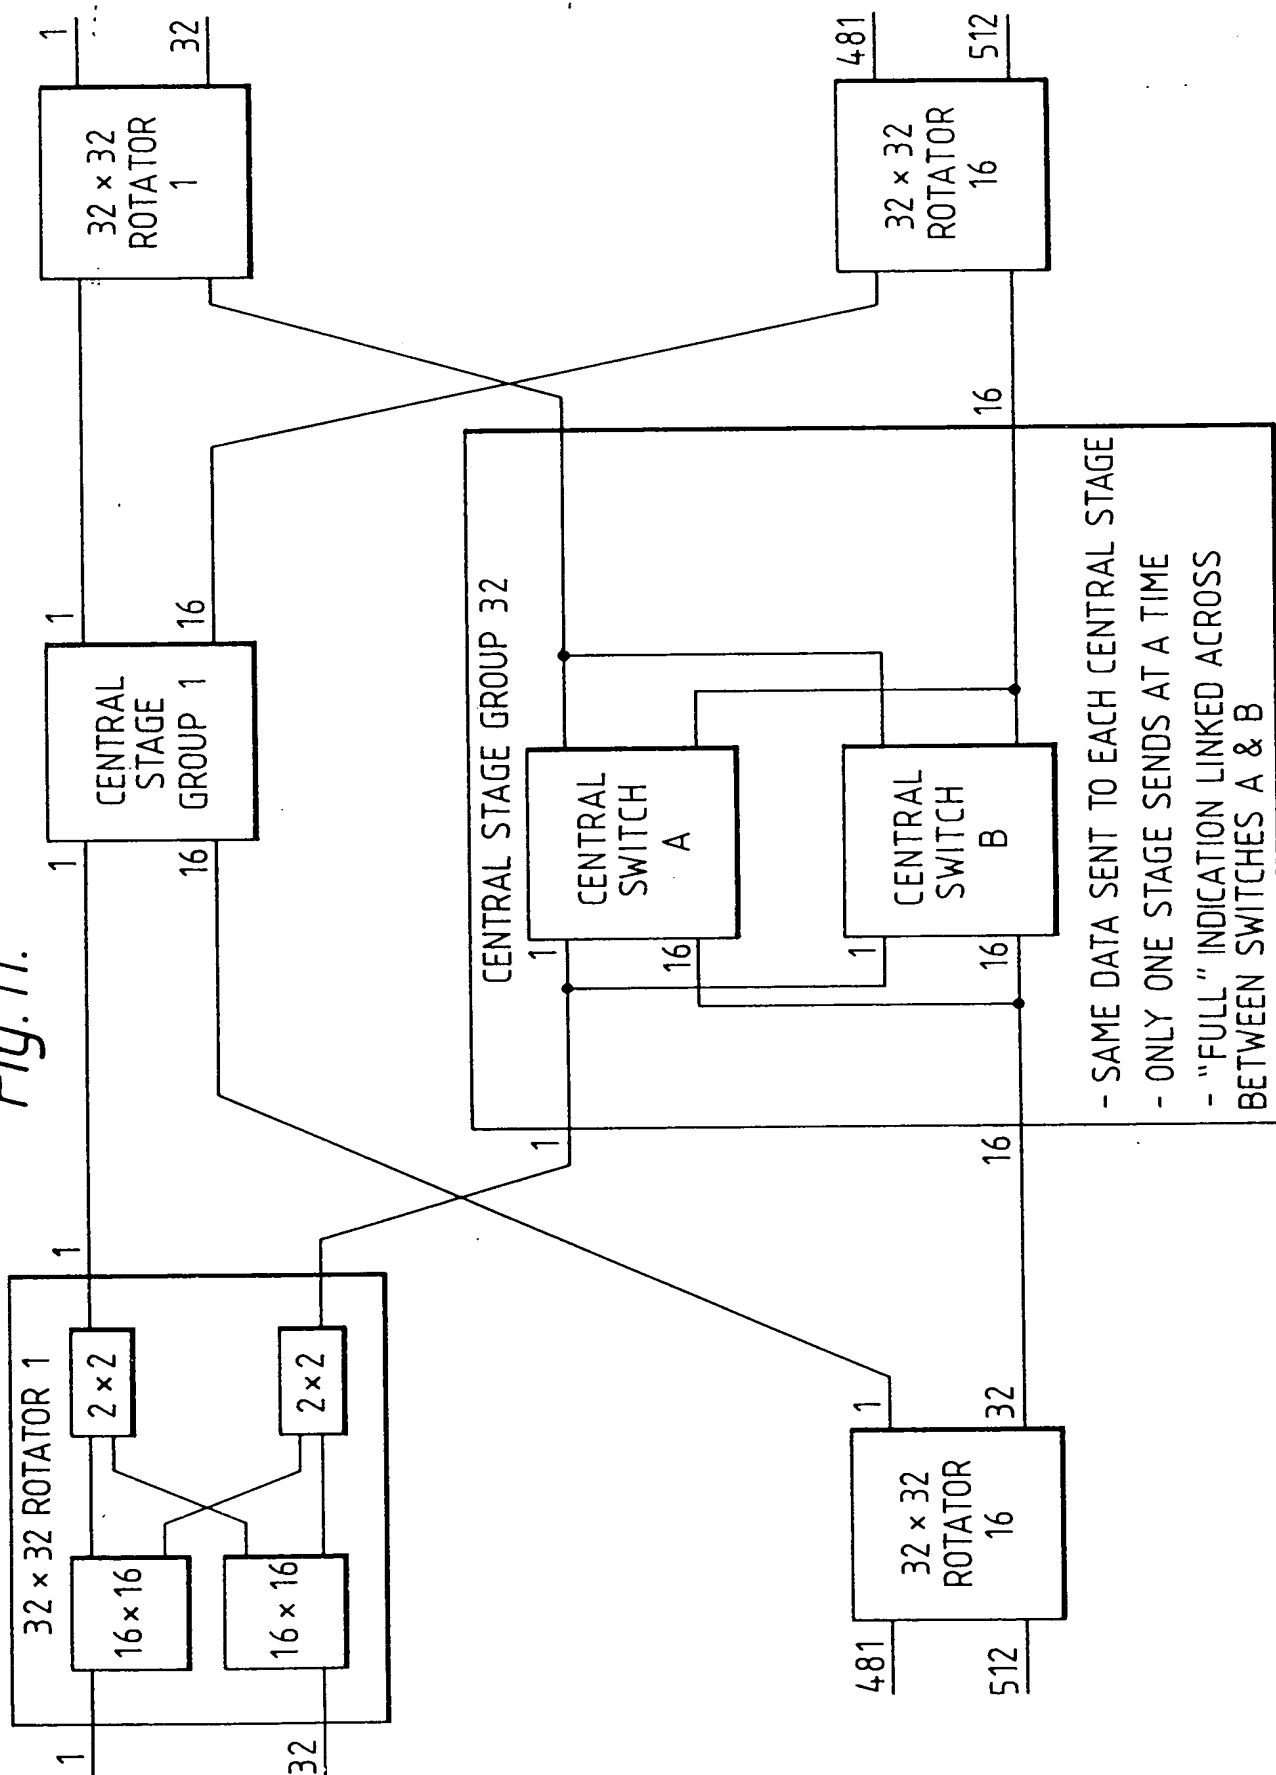 Fig. 11.
32 × 32 ROTATOR 1
1
32
16 × 16
16 × 16
2 × 2
2 × 2
1
1
16
CENTRAL
STAGE
GROUP 1
1
16
32 × 32
ROTATOR
1
1
32
481
512
32 × 32
ROTATOR
16
1
32
1
16
CENTRAL STAGE GROUP 32
1
16
CENTRAL
SWITCH
A
1
16
CENTRAL
SWITCH
B
- SAME DATA SENT TO EACH CENTRAL STAGE
- ONLY ONE STAGE SENDS AT A TIME
- "FULL" INDICATION LINKED ACROSS
BETWEEN SWITCHES A & B
16
32 × 32
ROTATOR
16
481
512